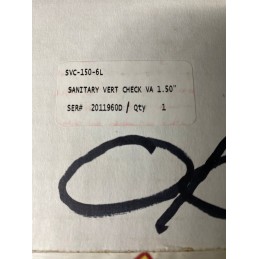 SVC-150-6L
SANITARY VERT CHECK VA 1.50"
SER# 2011960D / Qty 1